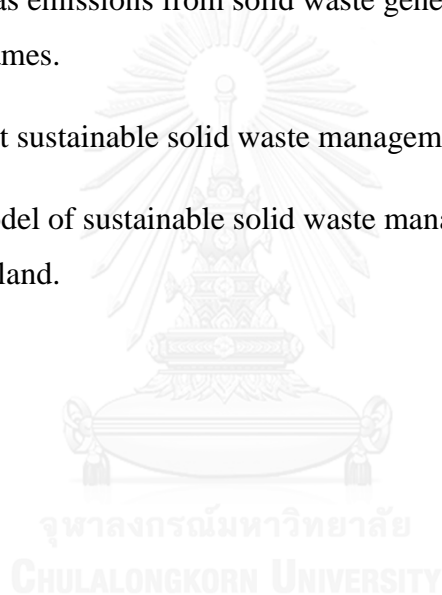 as emissions from solid waste gene
ames.
t sustainable solid waste managem
del of sustainable solid waste mana
land.
จุฬาลงกรณ์มหาวิทยาลัย
CHULALONGKORN UNIVERSITY